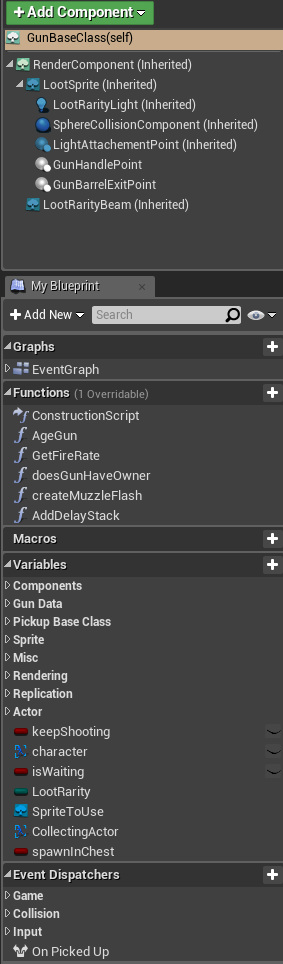 Add Component
GunBaseClass(self)
RenderComponent (Inherited)
LootSprite (Inherited)
LootRarityLight (Inherited)
SphereCollisionComponent (Inherited)
LightAttachementPoint (Inherited)
GunHandlePoint
GunBarrelExitPoint
LootRarityBeam (Inherited)
My Blueprint
Add New Search
Graphs
EventGraph
Functions (1 Overridable)
ConstructionScript
AgeGun
GetFireRate
doesGunHaveOwner
createMuzzleFlash
AddDelayStack
Macros
Variables
Components
Gun Data
Pickup Base Class
Sprite
Misc
Rendering
Replication
Actor
keepShooting
character
isWaiting
LootRarity
SpriteToUse
CollectingActor
spawnInChest
Event Dispatchers
Game
Collision
Input
On Picked Up